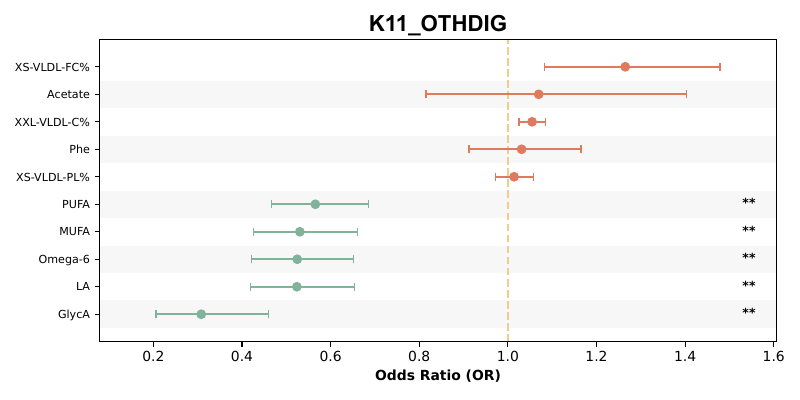 K11_OTHDIG
XS-VLDL-FC%
Acetate
XXL-VLDL-C%
Phe
XS-VLDL-PL%
PUFA **
MUFA **
Omega-6 **
LA **
GlycA **
0.2 0.4 0.6 0.8 1.0 1.2 1.4 1.6
Odds Ratio (OR)